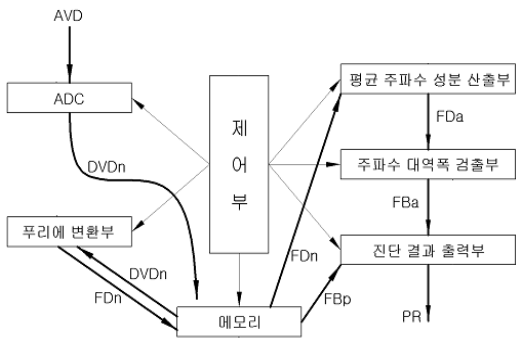 AVD
ADC
DVDn
푸리에 변환부
DVDn
FDn
제
어
부
메모리
평균 주파수 성분 산출부
FDa
주파수 대역폭 검출부
FBa
FDn
진단 결과 출력부
FBp
PR